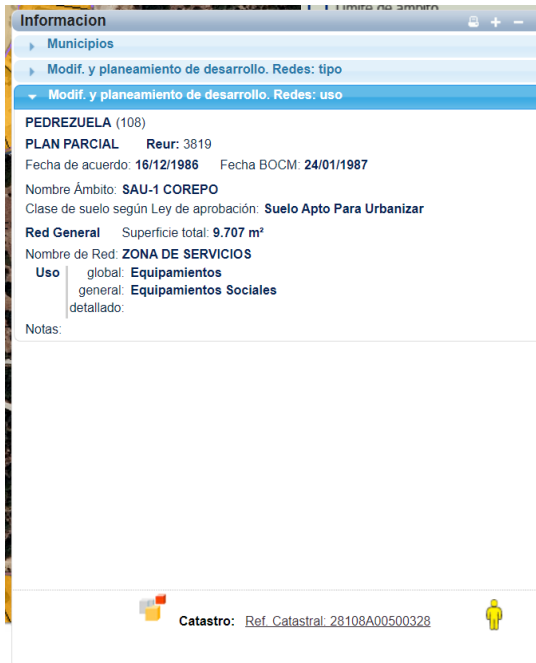 Límite de ámbito
Informacion
Municipios
Modif. y planeamiento de desarrollo. Redes: tipo
Modif. y planeamiento de desarrollo. Redes: uso
PEDREZUELA (108)
PLAN PARCIAL Reur: 3819
Fecha de acuerdo: 16/12/1986 Fecha BOCM: 24/01/1987
Nombre Ámbito: SAU-1 COREPO
Clase de suelo según Ley de aprobación: Suelo Apto Para Urbanizar
Red General Superficie total: 9.707 m²
Nombre de Red: ZONA DE SERVICIOS
Uso global: Equipamientos
general: Equipamientos Sociales
detallado:
Notas:
Catastro: Ref. Catastral: 28108A00500328